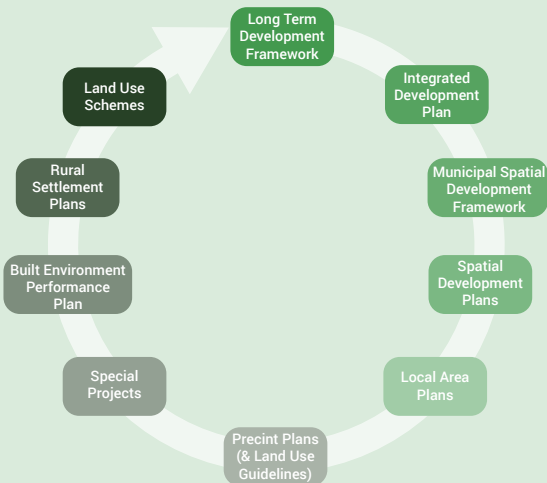 Long Term
Development
Framework
Integrated
Development
Plan
Municipal Spatial
Development
Framework
Spatial
Development
Plans
Local Area
Plans
Precint Plans
(& Land Use
Guidelines)
Special
Projects
Built Environment
Performance
Plan
Rural
Settlement
Plans
Land Use
Schemes